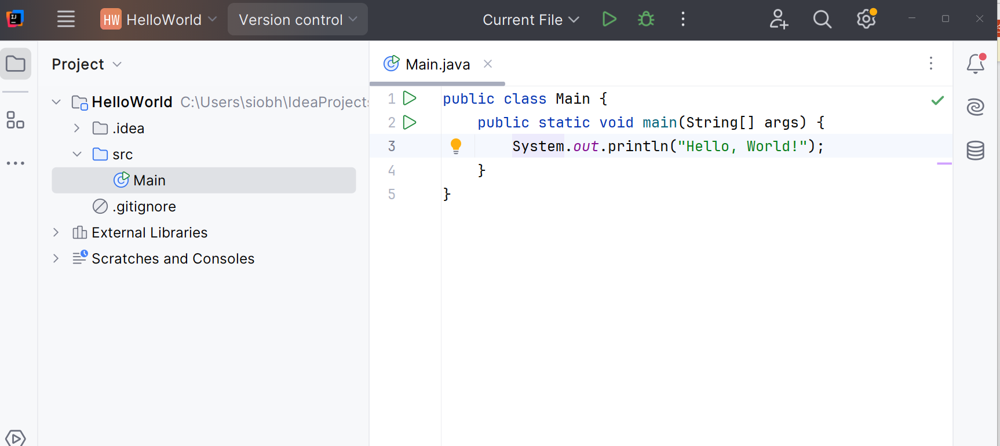 IJ
HW HelloWorld
Version control
Current File
Project
Main.java
HelloWorld C:\Users\siobh\IdeaProject
.idea
src
Main
.gitignore
External Libraries
Scratches and Consoles
1 public class Main {
2     public static void main(String[] args) {
3         System.out.println("Hello, World!");
4     }
5 }